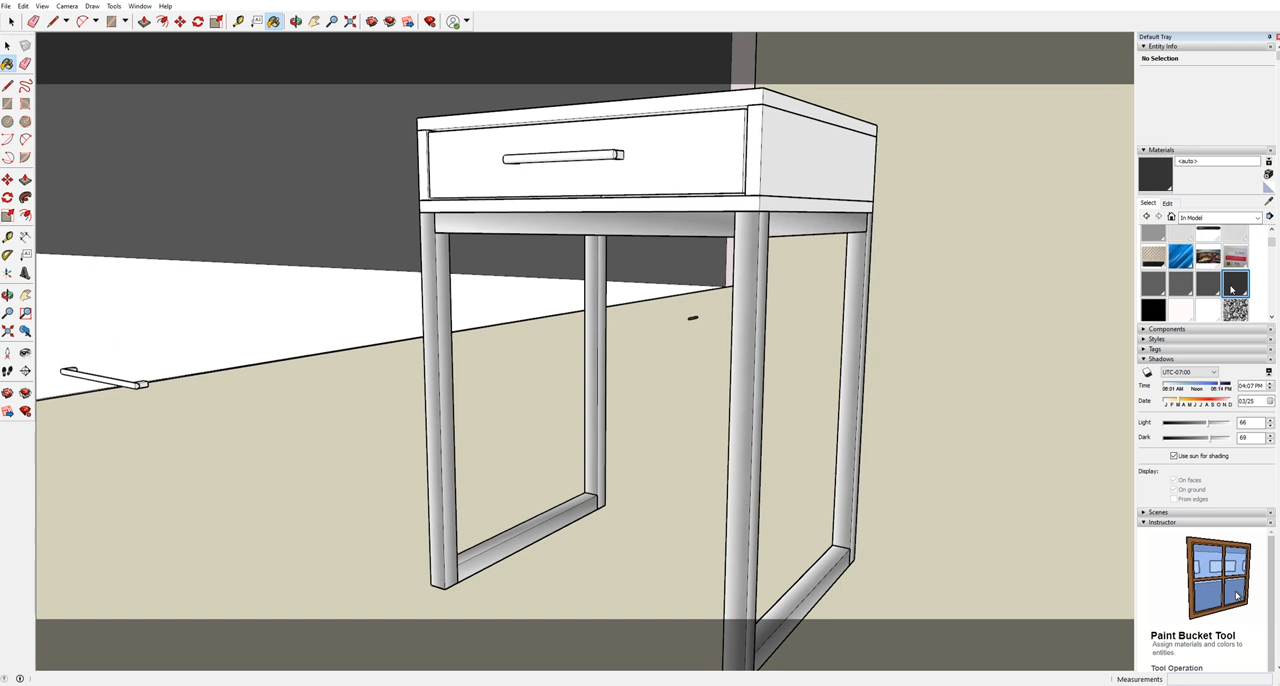 File Edit View Camera Draw Tools Window Help
Default Tray
Entity Info
No Selection
Materials
<auto>
Select Edit
In Model
Components
Styles
Tags
Shadows
UTC-07:00
Time 06:01 AM Noon 06:14 PM 04:07 PM
Date J F M A M J J A S O N D 03/25
Light 66
Dark 69
Use sun for shading
Display:
On faces
On ground
From edges
Scenes
Instructor
Paint Bucket Tool
Assign materials and colors to
entities.
Tool Operation
Measurements